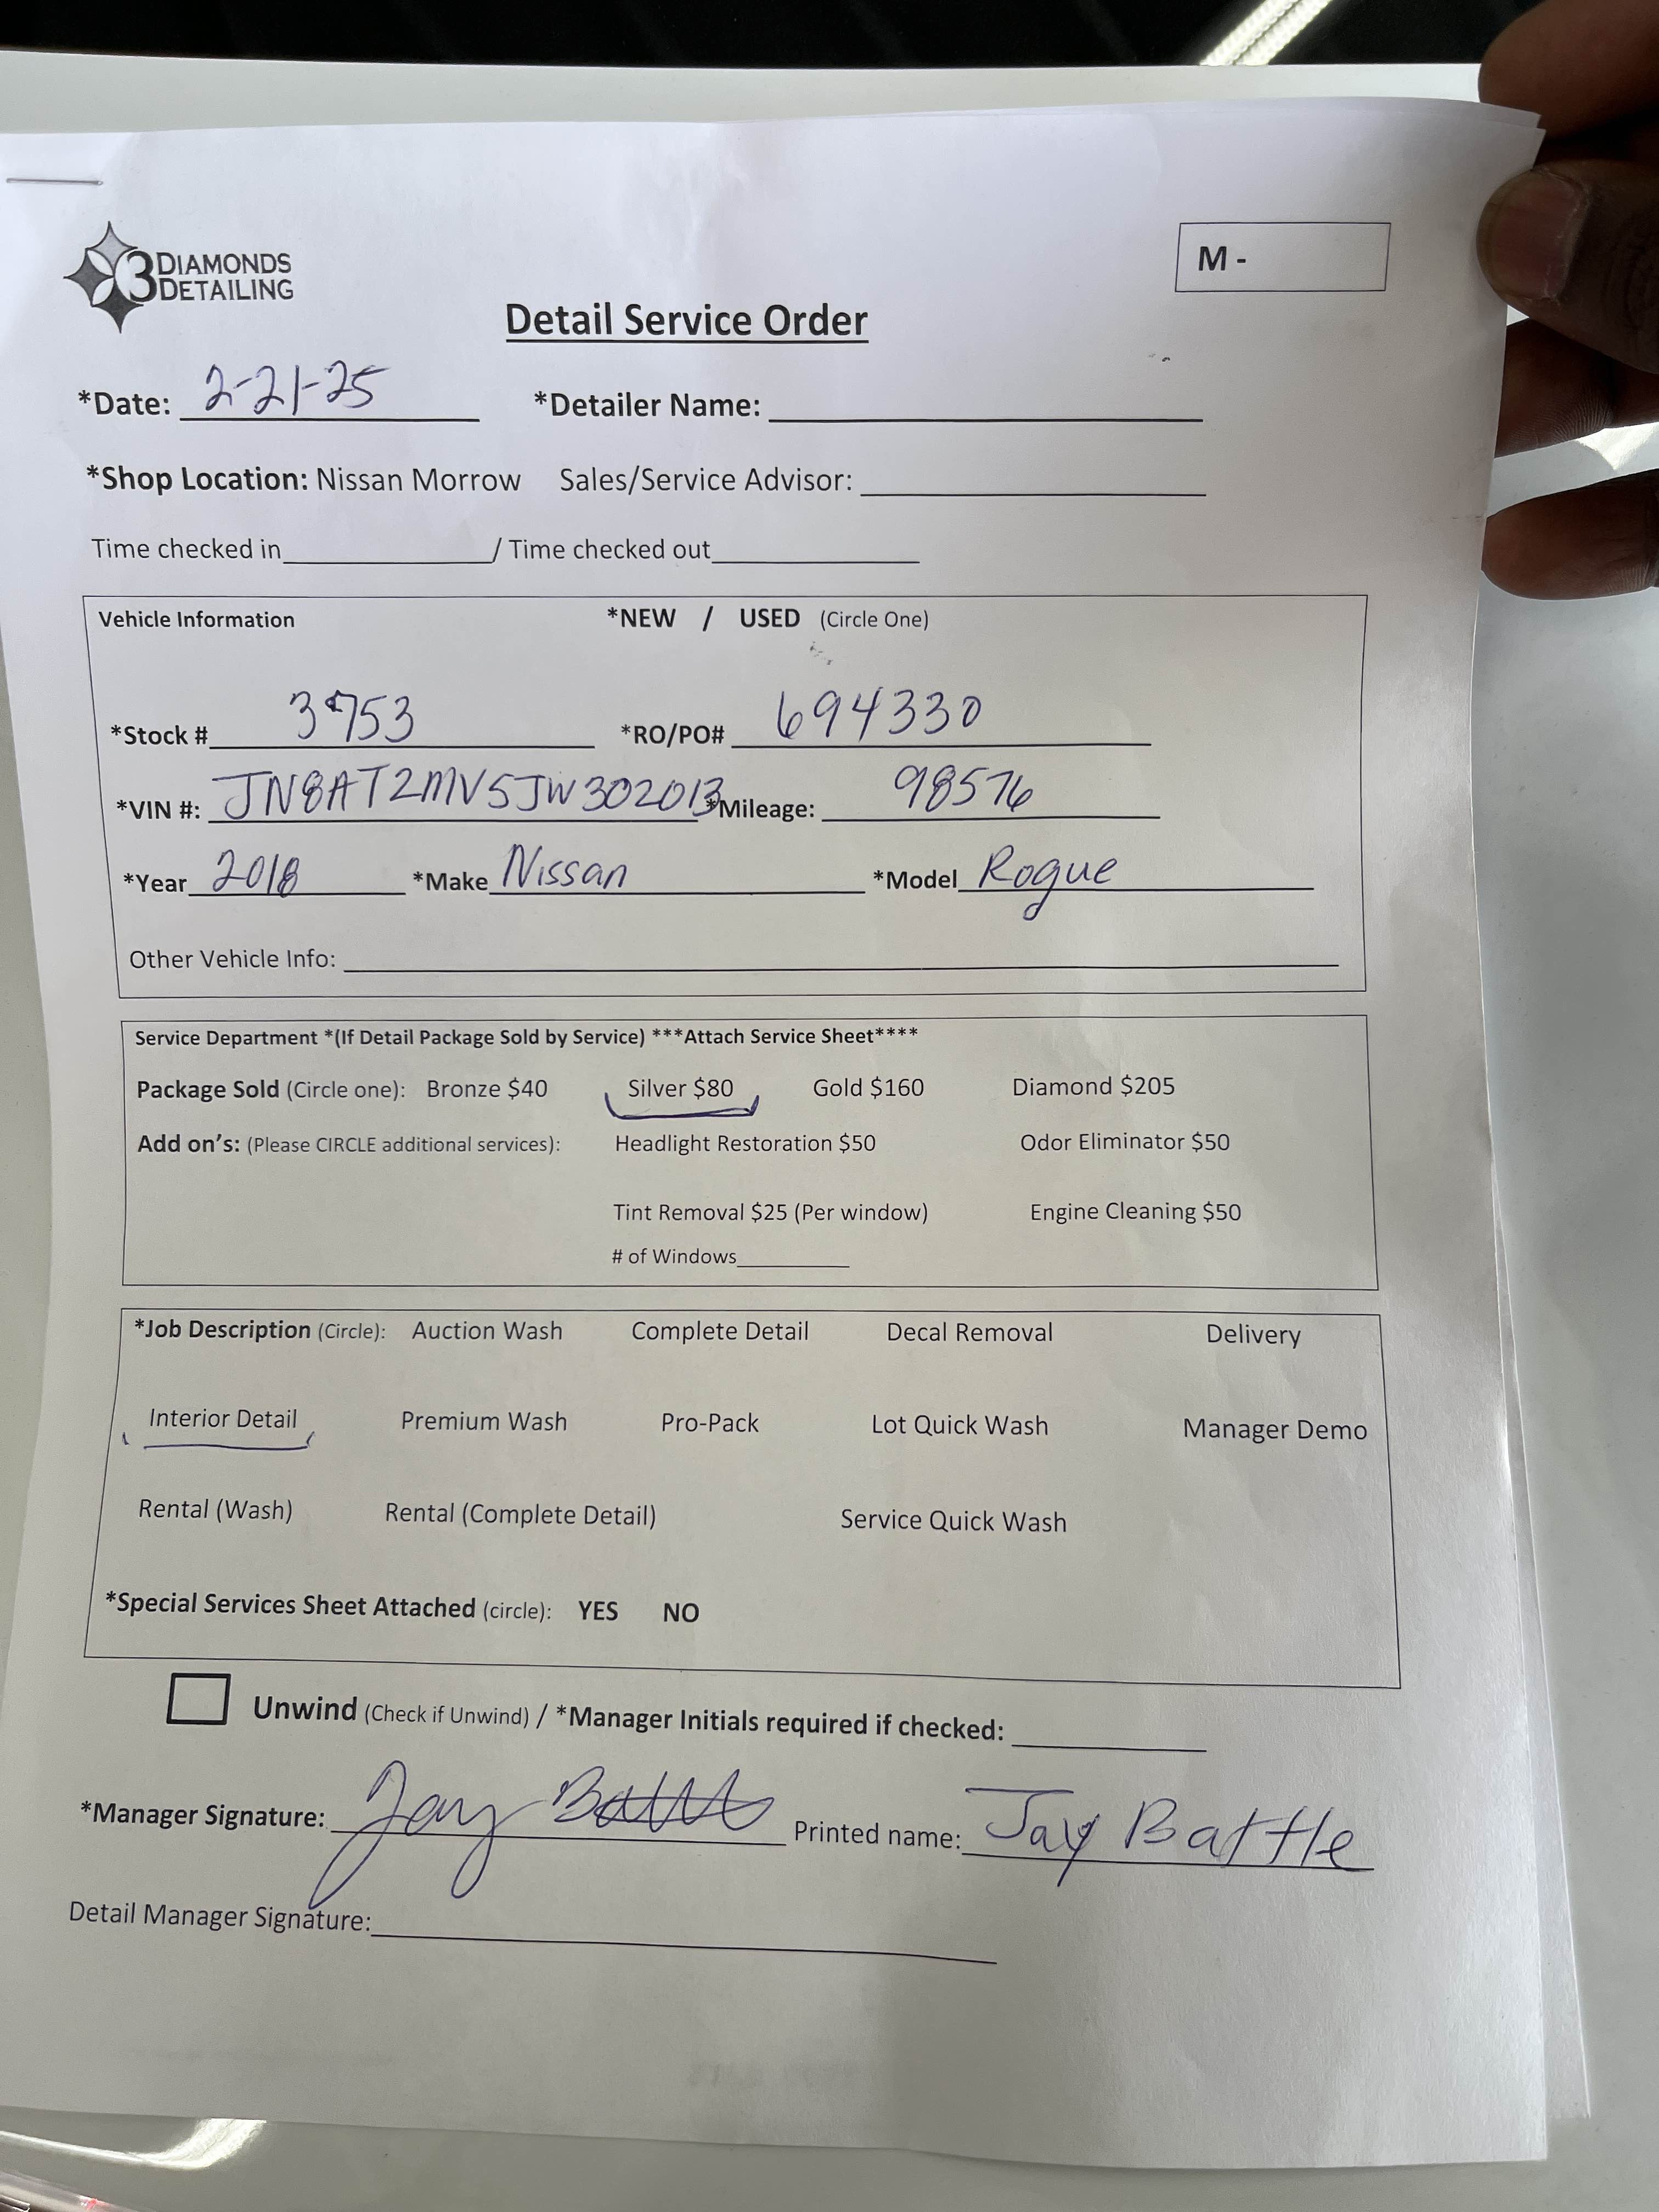 3 DIAMONDS DETAILING
M -
Detail Service Order
*Date: 2-21-25 *Detailer Name:
*Shop Location: Nissan Morrow Sales/Service Advisor:
Time checked in / Time checked out
Vehicle Information *NEW / USED (Circle One)
*Stock # *RO/PO# 694330
*VIN #: JN8AT2MV5JW302013 *Mileage: 98576
*Year 2018 *Make Nissan *Model Rogue
Other Vehicle Info:
Service Department *(If Detail Package Sold by Service) ***Attach Service Sheet****
Package Sold (Circle one): Bronze $40 Silver $80 Gold $160 Diamond $205
Add on's: (Please CIRCLE additional services): Headlight Restoration $50 Odor Eliminator $50
Tint Removal $25 (Per window) Engine Cleaning $50
# of Windows
*Job Description (Circle): Auction Wash Complete Detail Decal Removal Delivery
Interior Detail Premium Wash Pro-Pack Lot Quick Wash Manager Demo
Rental (Wash) Rental (Complete Detail) Service Quick Wash
*Special Services Sheet Attached (circle): YES NO
Unwind (Check if Unwind) / *Manager Initials required if checked:
*Manager Signature: Jay Battle Printed name: Jay Battle
Detail Manager Signature: